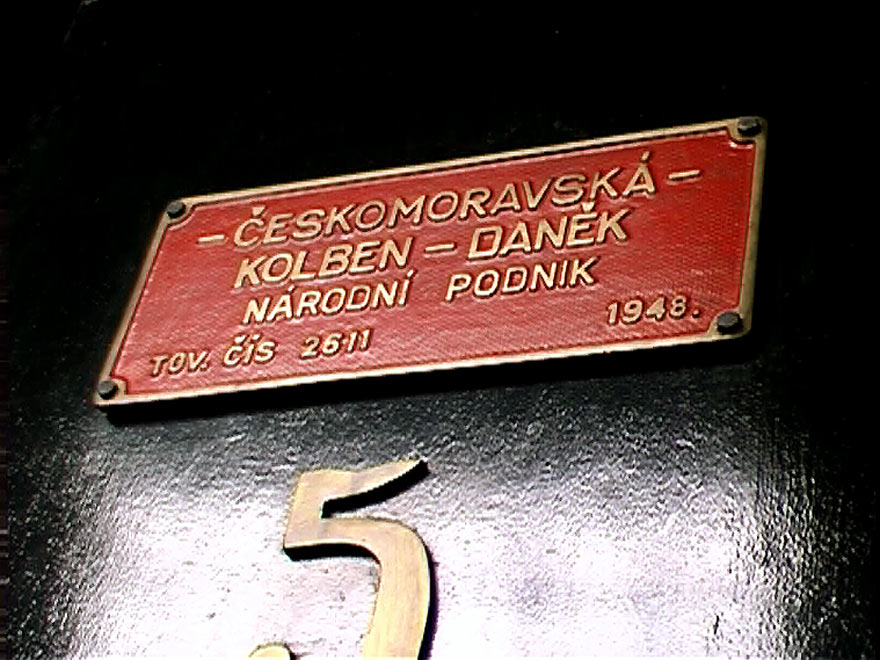 - ČESKOMORAVSKÁ -
KOLBEN - DANĚK
NÁRODNÍ PODNIK
1948.
TOV. ČÍS 2611
5